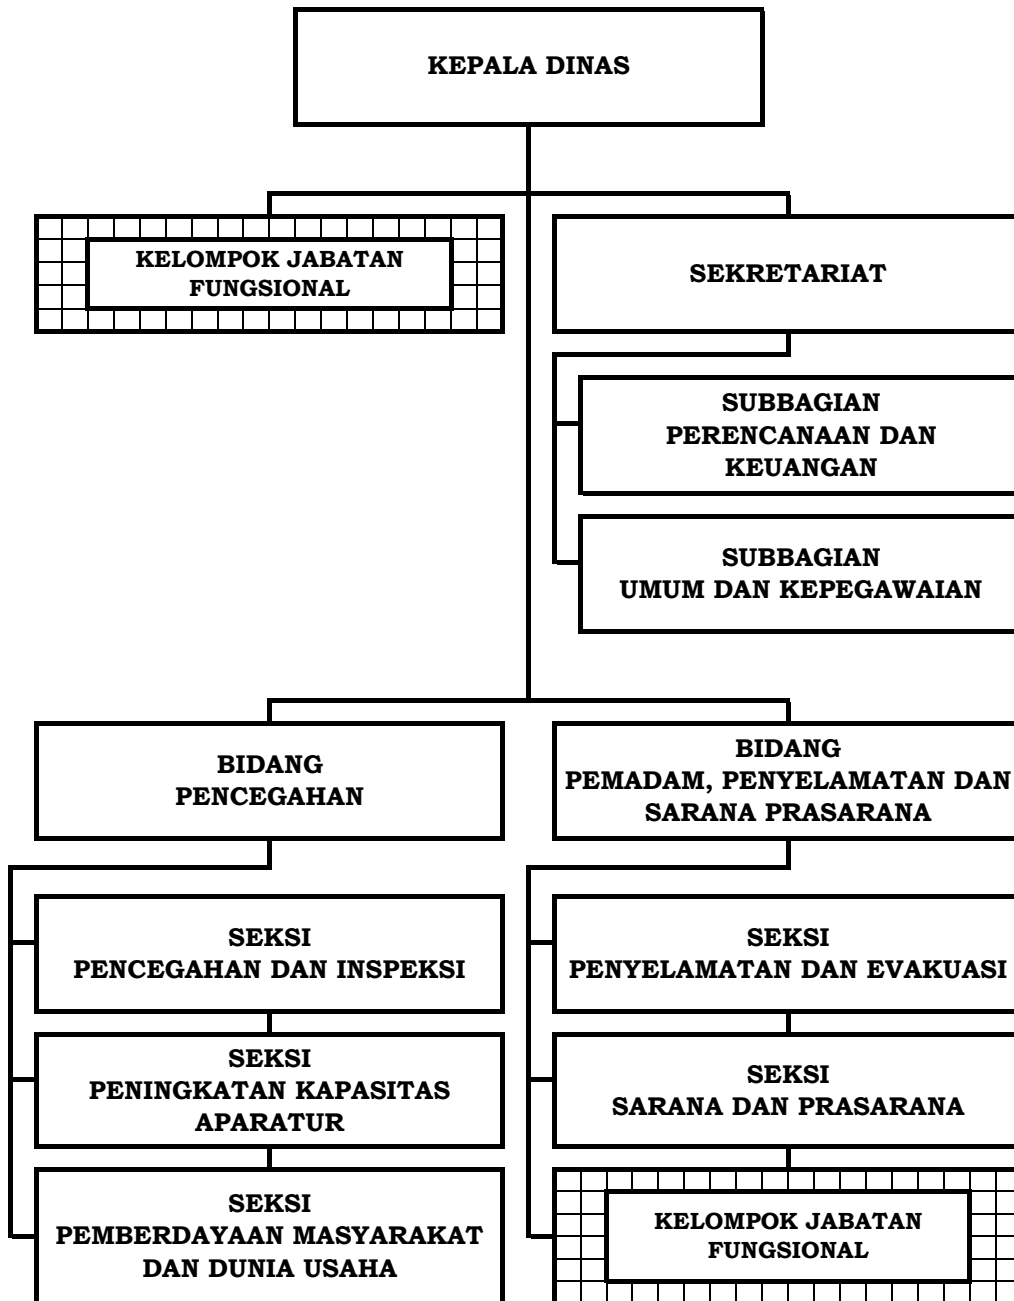 KEPALA DINAS
KELOMPOK JABATAN
FUNGSIONAL
SEKRETARIAT
SUBBAGIAN
PERENCANAAN DAN
KEUANGAN
SUBBAGIAN
UMUM DAN KEPEGAWAIAN
BIDANG
PENCEGAHAN
SEKSI
PENCEGAHAN DAN INSPEKSI
SEKSI
PENINGKATAN KAPASITAS
APARATUR
SEKSI
PEMBERDAYAAN MASYARAKAT
DAN DUNIA USAHA
BIDANG
PEMADAM, PENYELAMATAN DAN
SARANA PRASARANA
SEKSI
PENYELAMATAN DAN EVAKUASI
SEKSI
SARANA DAN PRASARANA
KELOMPOK JABATAN
FUNGSIONAL